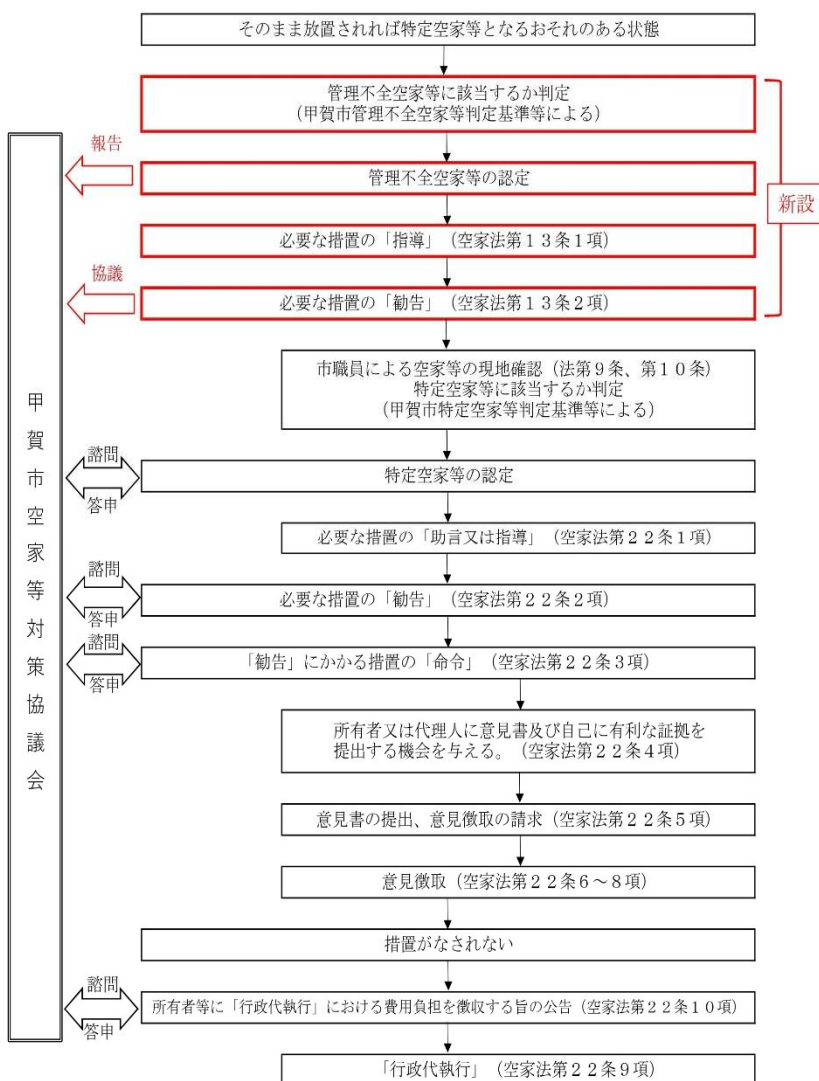 そのまま放置されれば特定空家等となるおそれのある状態
管理不全空家等に該当するか判定
(甲賀市管理不全空家等判定基準等による)
報告
管理不全空家等の認定
新設
必要な措置の「指導」(空家法第13条1項)
協議
必要な措置の「勧告」(空家法第13条2項)
市職員による空家等の現地確認(法第9条、第10条)
特定空家等に該当するか判定
(甲賀市特定空家等判定基準等による)
甲賀市空家等対策協議会
諮問
特定空家等の認定
答申
必要な措置の「助言又は指導」(空家法第22条1項)
諮問
必要な措置の「勧告」(空家法第22条2項)
答申
諮問
「勧告」にかかる措置の「命令」(空家法第22条3項)
答申
所有者又は代理人に意見書及び自己に有利な証拠を
提出する機会を与える。(空家法第22条4項)
意見書の提出、意見徴取の請求(空家法第22条5項)
意見徴取(空家法第22条6~8項)
措置がなされない
諮問
所有者等に「行政代執行」における費用負担を徴収する旨の公告(空家法第22条10項)
答申
「行政代執行」(空家法第22条9項)